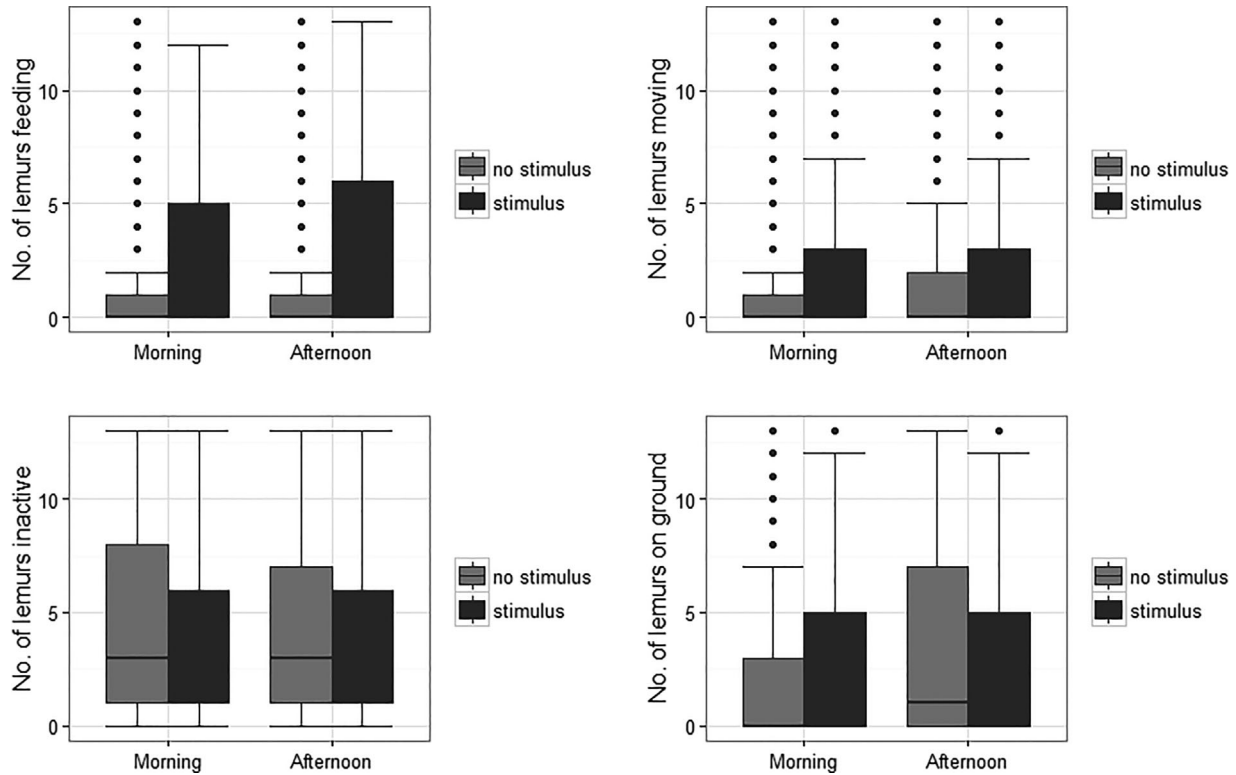 No. of lemurs feeding
10
5
0
Morning
Afternoon
no stimulus
stimulus
No. of lemurs moving
10
5
0
Morning
Afternoon
no stimulus
stimulus
No. of lemurs inactive
10
5
0
Morning
Afternoon
no stimulus
stimulus
No. of lemurs on ground
10
5
0
Morning
Afternoon
no stimulus
stimulus